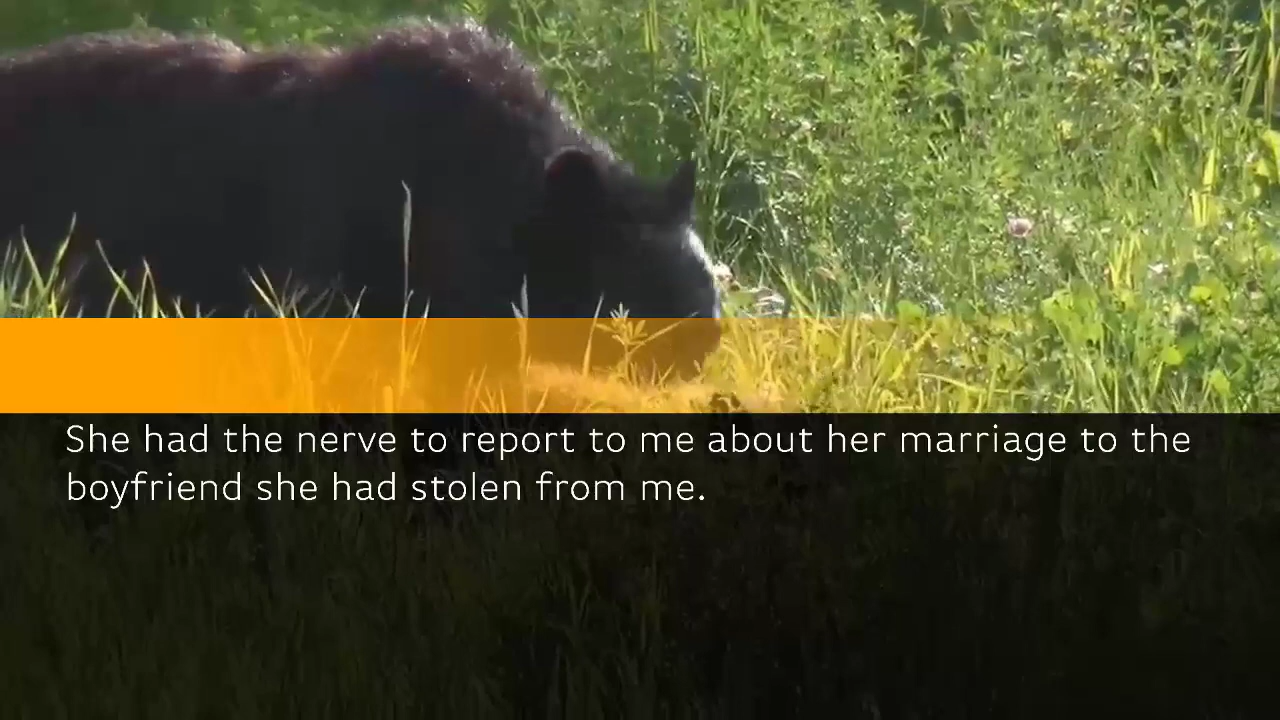 She had the nerve to report to me about her marriage to the
boyfriend she had stolen from me.